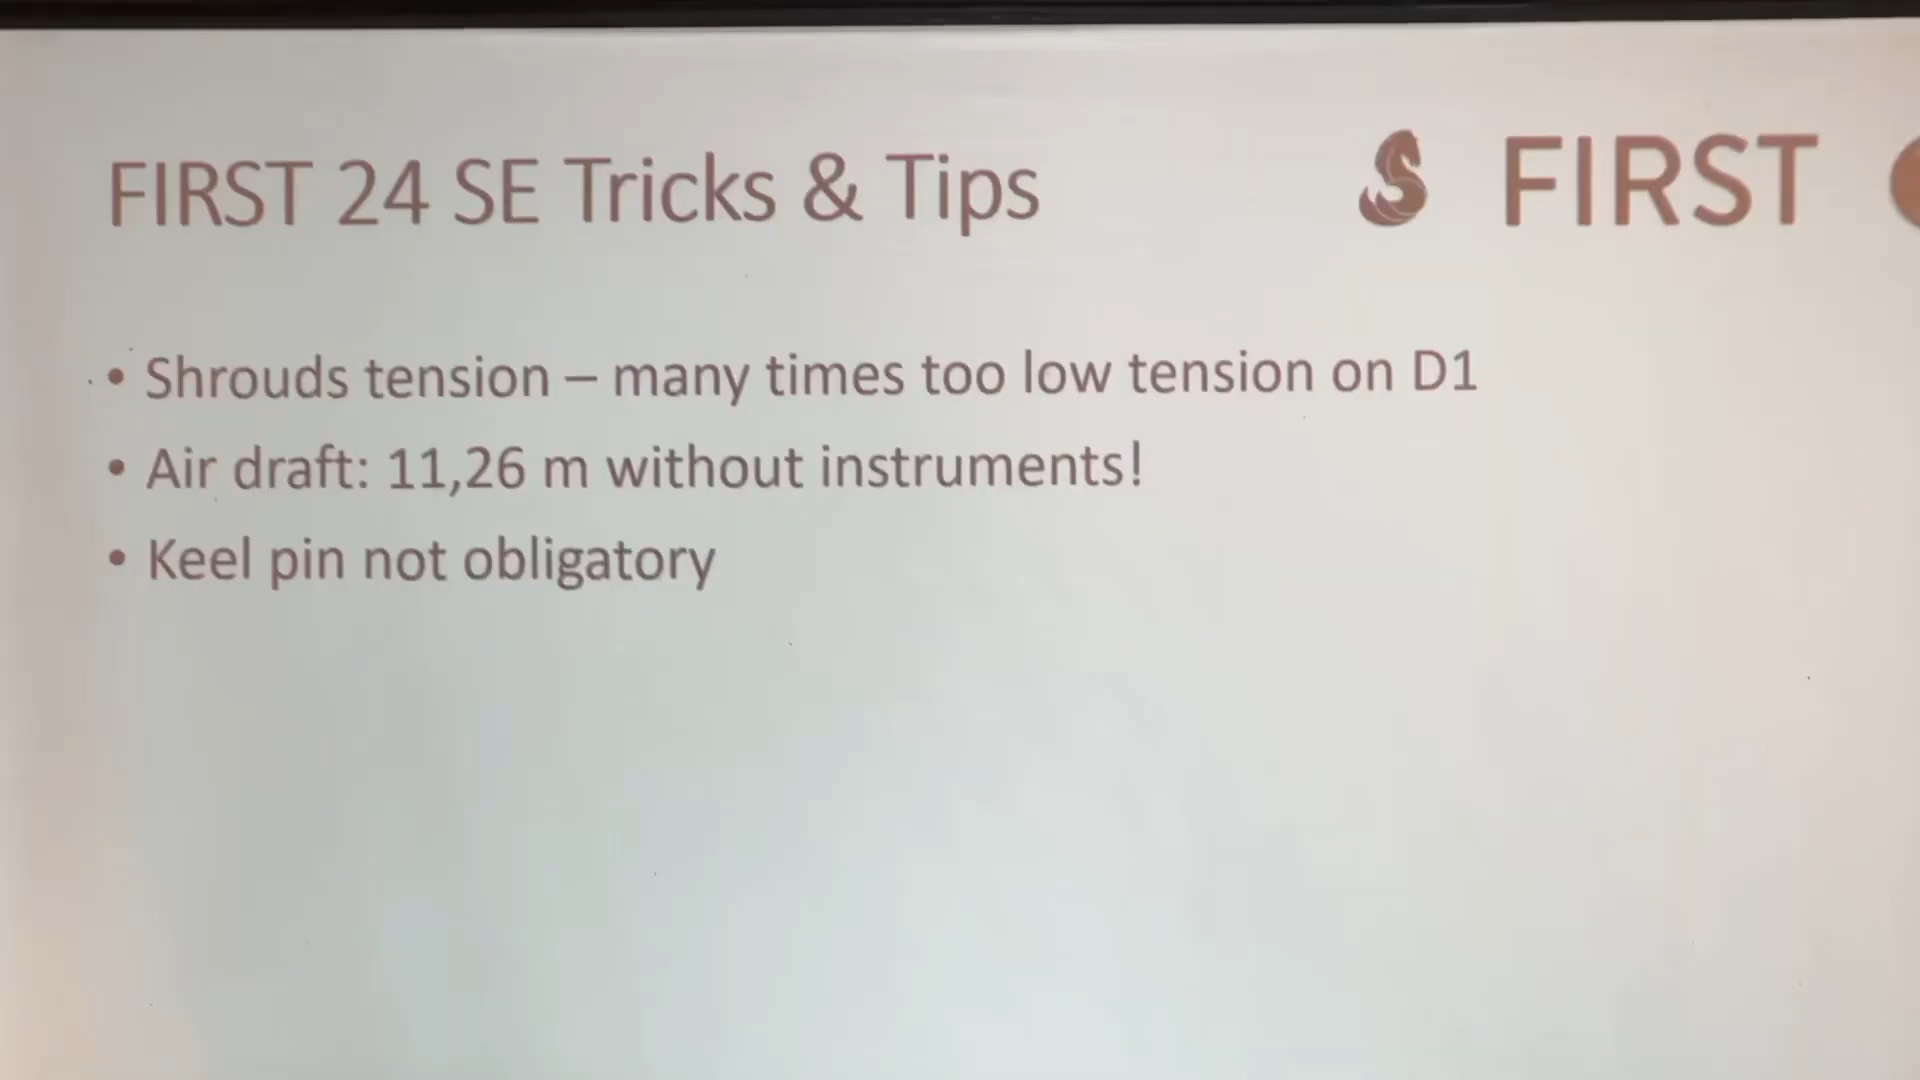 FIRST 24 SE Tricks & Tips
FIRST
• Shrouds tension – many times too low tension on D1
• Air draft: 11,26 m without instruments!
• Keel pin not obligatory